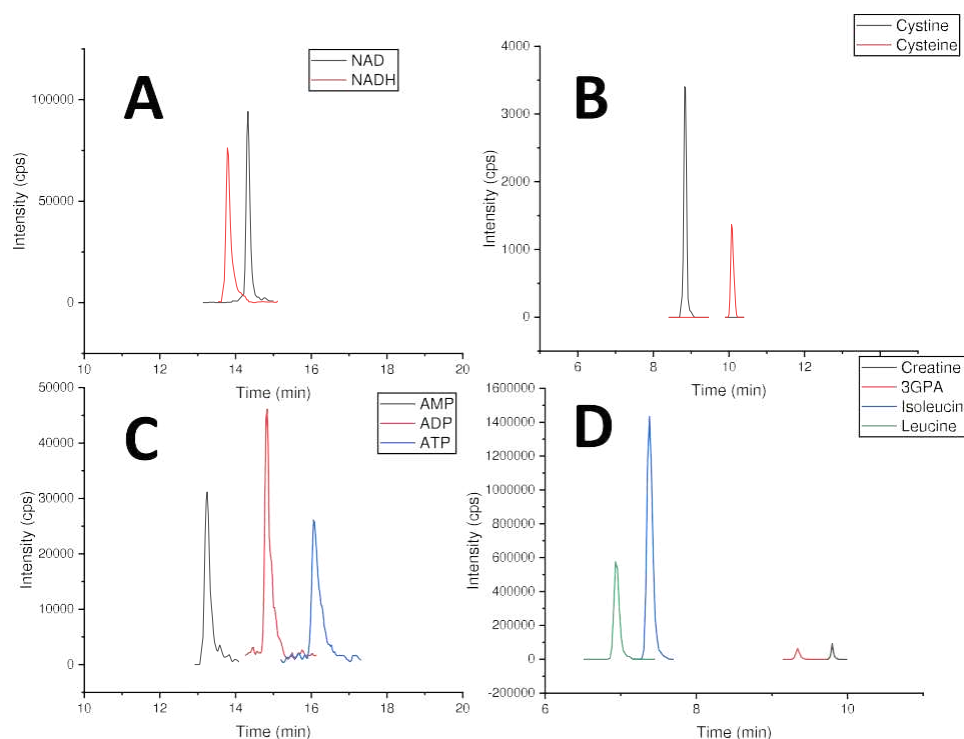 A
NAD
NADH
100000
50000
0
Intensity (cps)
10 12 14 16 18 20
Time (min)
B
Cystine
Cysteine
4000
3000
2000
1000
0
Intensity (cps)
6 8 10 12 14
Time (min)
C
AMP
ADP
ATP
50000
40000
30000
20000
10000
0
Intensity (cps)
10 12 14 16 18 20
Time (min)
D
Creatine
3GPA
Isoleucin
Leucine
1600000
1400000
1200000
1000000
800000
600000
400000
200000
0
-200000
Intensity (cps)
6 8 10
Time (min)